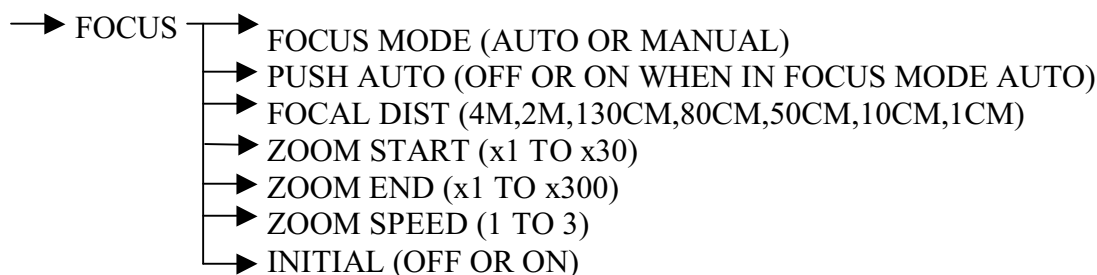 FOCUS
FOCUS MODE (AUTO OR MANUAL)
PUSH AUTO (OFF OR ON WHEN IN FOCUS MODE AUTO)
FOCAL DIST (4M,2M,130CM,80CM,50CM,10CM,1CM)
ZOOM START (x1 TO x30)
ZOOM END (x1 TO x300)
ZOOM SPEED (1 TO 3)
INITIAL (OFF OR ON)